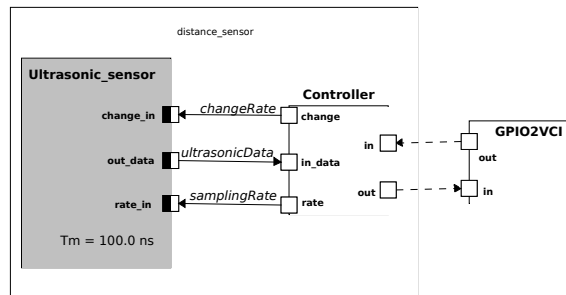 distance_sensor
Ultrasonic_sensor
Controller
GPIO2VCI
change_in
changeRate
change
in
out
out_data
ultrasonicData
in_data
out
in
rate_in
samplingRate
rate
Tm = 100.0 ns